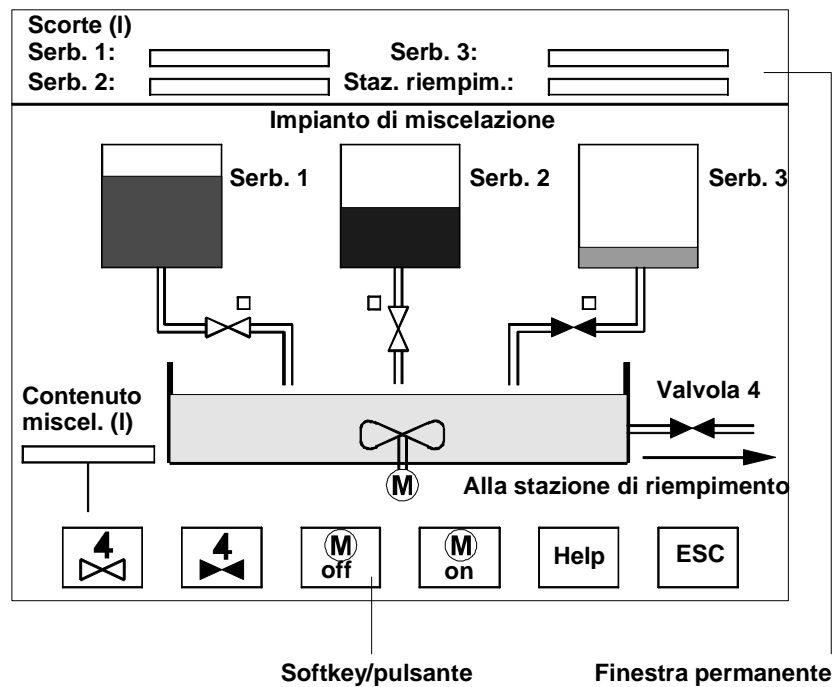 Scorte (l)
Serb. 1: Serb. 3:
Serb. 2: Staz. riempim.:
Impianto di miscelazione
Serb. 1 Serb. 2 Serb. 3
Contenuto
miscel. (l)
Valvola 4
M
Alla stazione di riempimento
4 4 M off M on Help ESC
Softkey/pulsante Finestra permanente